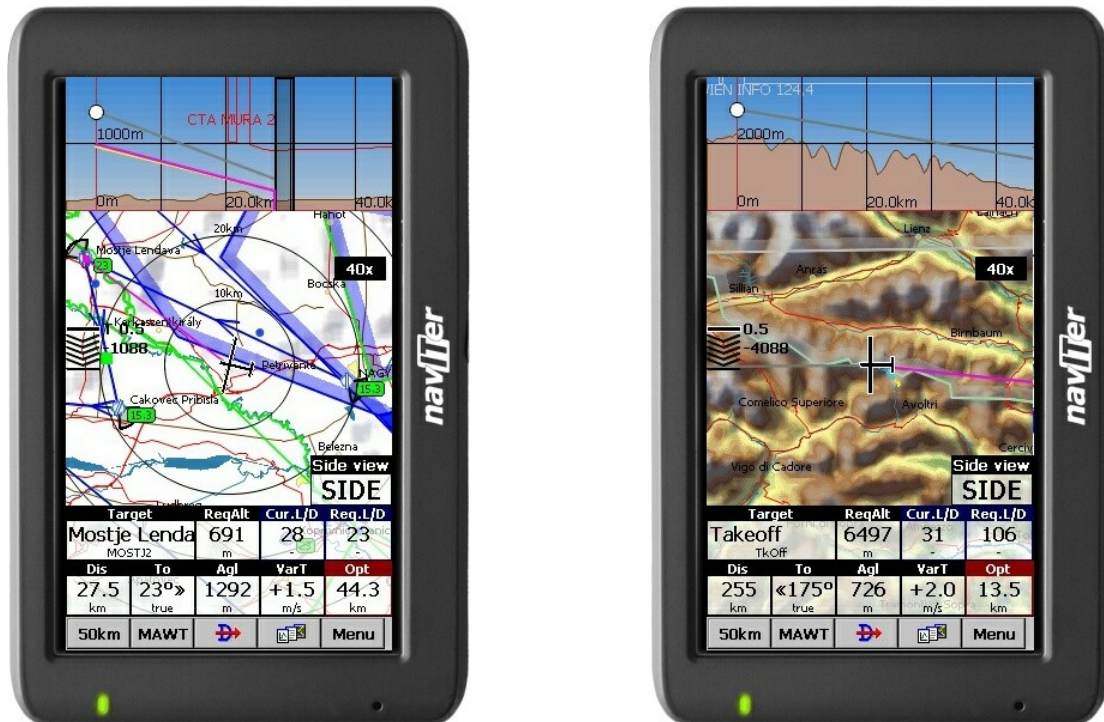 CTA MURA 2
1000m
0m
20.0km
40.0k
Hahot
20km
Mostje Lendava
23
40x
Bocska
10km
Kerkaszentkirály
0.5
-1088
Petrivente
NAGY
15.3
Cakovec Pribisla
15.3
Belezna
Side view
SIDE
Target ReqAlt Cur.L/D Req.L/D
Mostje Lenda 691 28 23
MOSTJ2 m - -
Dis To Agl VarT Opt
27.5 23°» 1292 +1.5 44.3
km true m m/s km
50km MAWT Menu
naviter
VIEN INFO 124,4
2000m
0m
20.0km
40.0k
Lienz
Anras
40x
Sillian
0.5
-4088
Birnbaum
Comelico Superiore
Avoltri
Cerciv
Vigo di Cadore
Side view
SIDE
Target ReqAlt Cur.L/D Req.L/D
Takeoff 6497 31 106
TkOff m - -
Dis To Agl VarT Opt
255 «175° 726 +2.0 13.5
km true m m/s km
50km MAWT Menu
naviter